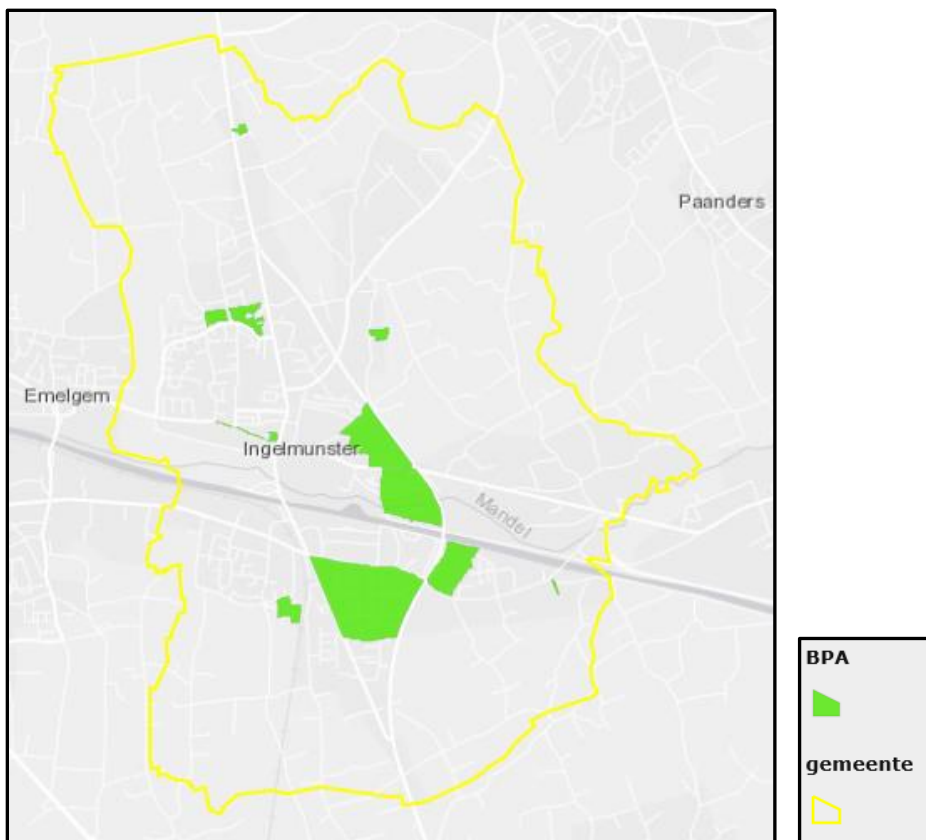 Paanders
Emelgem
Ingelmunster
Mandel
BPA
gemeente